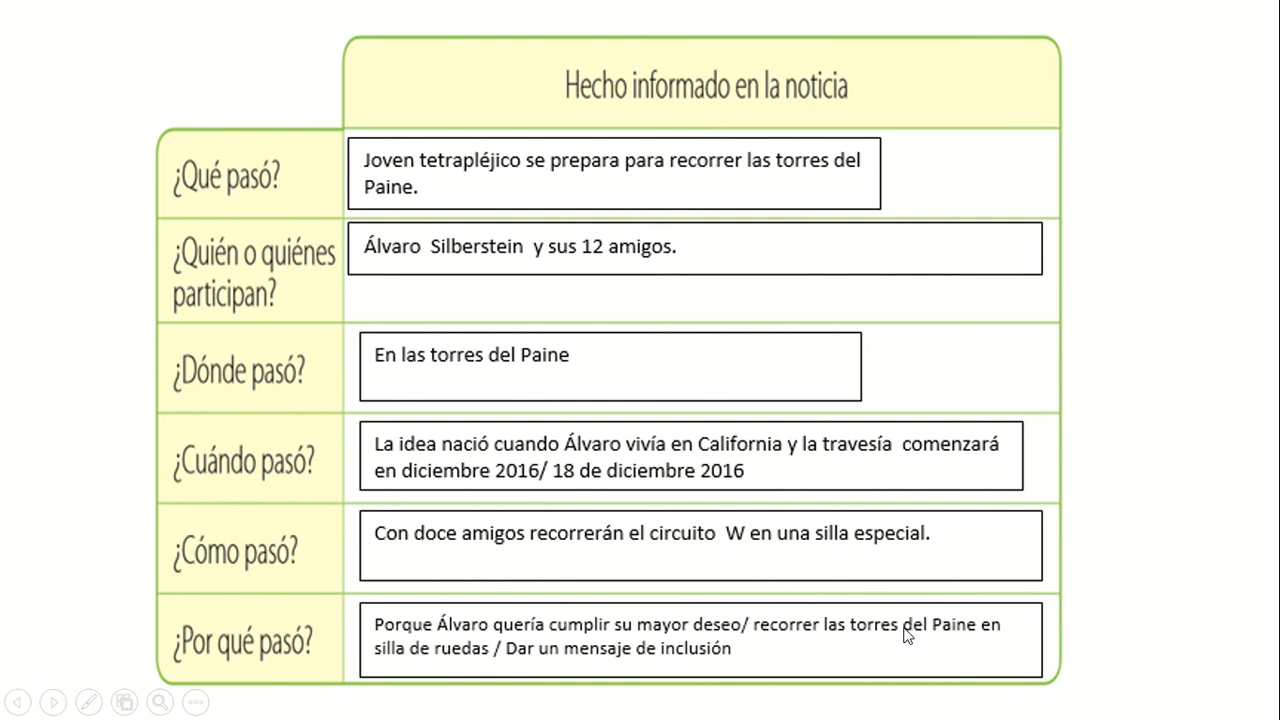 Hecho informado en la noticia
¿Qué pasó?
Joven tetrapléjico se prepara para recorrer las torres del
Paine.
¿Quién o quiénes
participan?
Álvaro  Silberstein  y sus 12 amigos.
¿Dónde pasó?
En las torres del Paine
¿Cuándo pasó?
La idea nació cuando Álvaro vivía en California y la travesía  comenzará
en diciembre 2016/ 18 de diciembre 2016
¿Cómo pasó?
Con doce amigos recorrerán el circuito  W en una silla especial.
¿Por qué pasó?
Porque Álvaro quería cumplir su mayor deseo/ recorrer las torres del Paine en
silla de ruedas / Dar un mensaje de inclusión